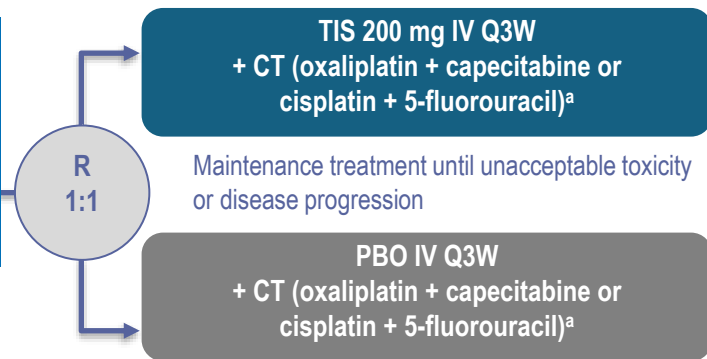 TIS 200 mg IV Q3W
+ CT (oxaliplatin + capecitabine or
cisplatin + 5-fluorouracil)ᵃ
R
1:1
Maintenance treatment until unacceptable toxicity
or disease progression
PBO IV Q3W
+ CT (oxaliplatin + capecitabine or
cisplatin + 5-fluorouracil)ᵃ